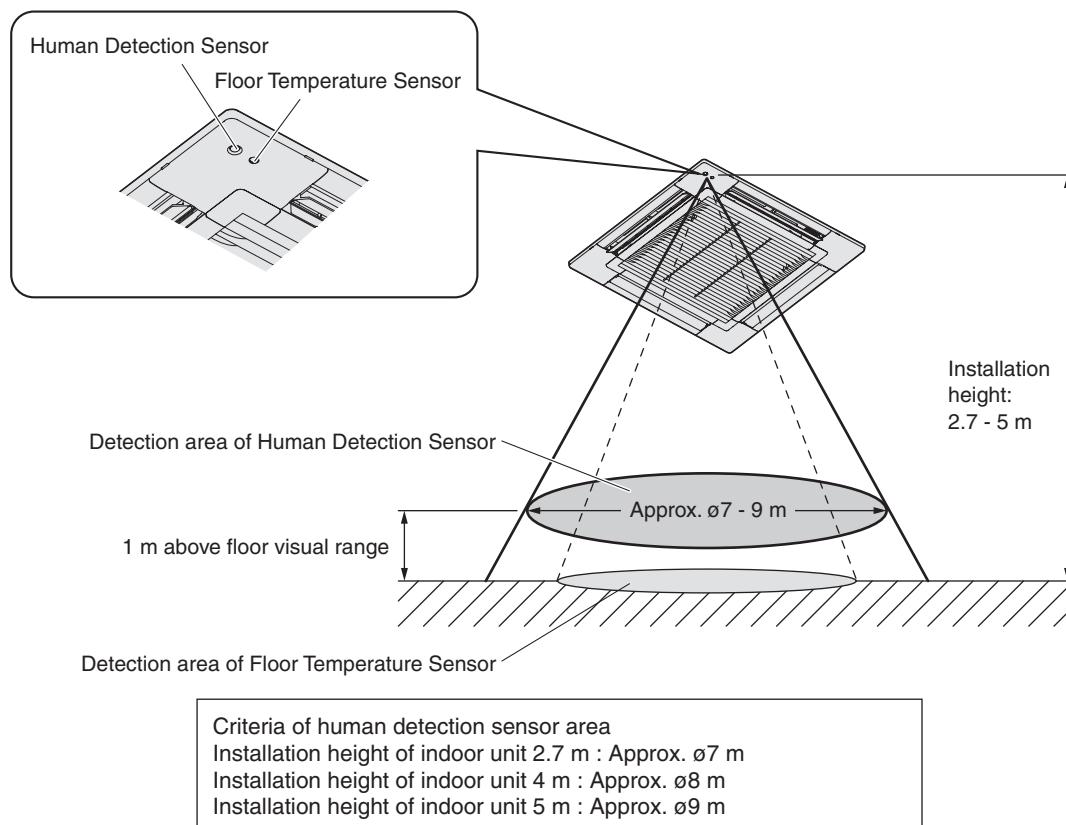 Human Detection Sensor
Floor Temperature Sensor
Installation
height:
2.7 - 5 m
Detection area of Human Detection Sensor
Approx. ø7 - 9 m
1 m above floor visual range
Detection area of Floor Temperature Sensor
Criteria of human detection sensor area
Installation height of indoor unit 2.7 m : Approx. ø7 m
Installation height of indoor unit 4 m : Approx. ø8 m
Installation height of indoor unit 5 m : Approx. ø9 m